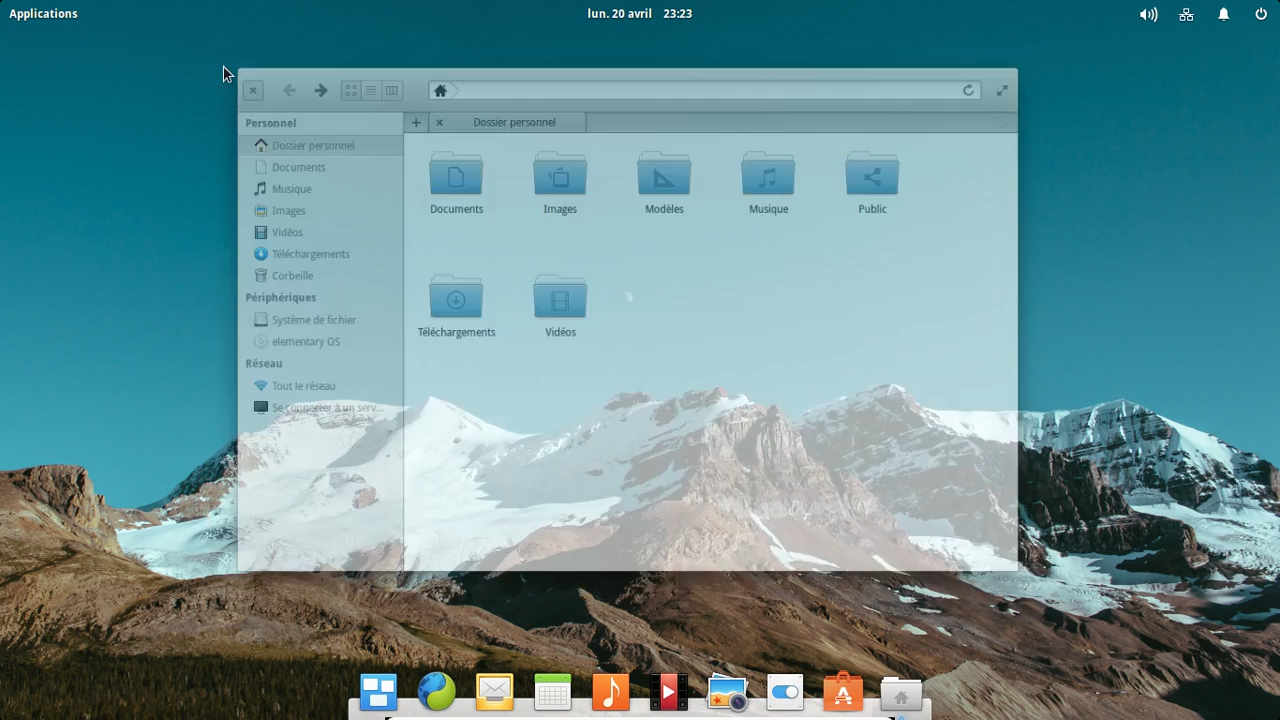 Applications
lun. 20 avril 23:23
Personnel
Dossier personnel
Documents
Musique
Images
Vidéos
Téléchargements
Corbeille
Périphériques
Système de fichier
elementary OS
Réseau
Tout le réseau
Se connecter à un serv...
Dossier personnel
Documents
Images
Modèles
Musique
Public
Téléchargements
Vidéos